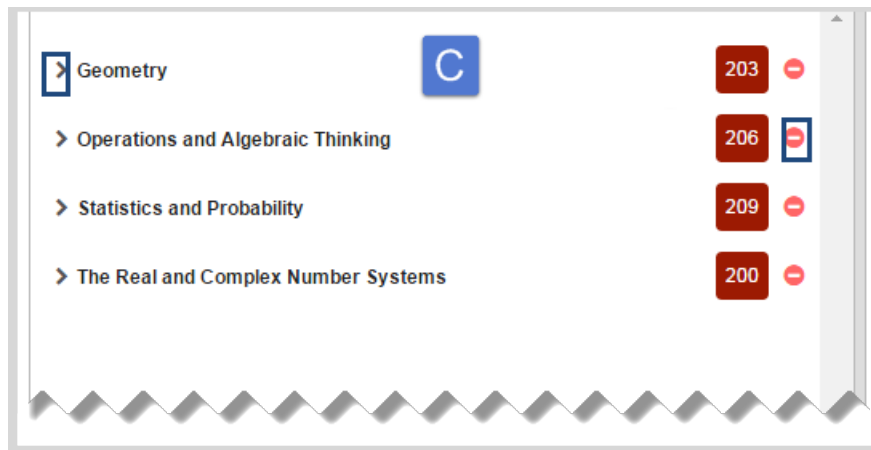 C
Geometry 203
Operations and Algebraic Thinking 206
Statistics and Probability 209
The Real and Complex Number Systems 200